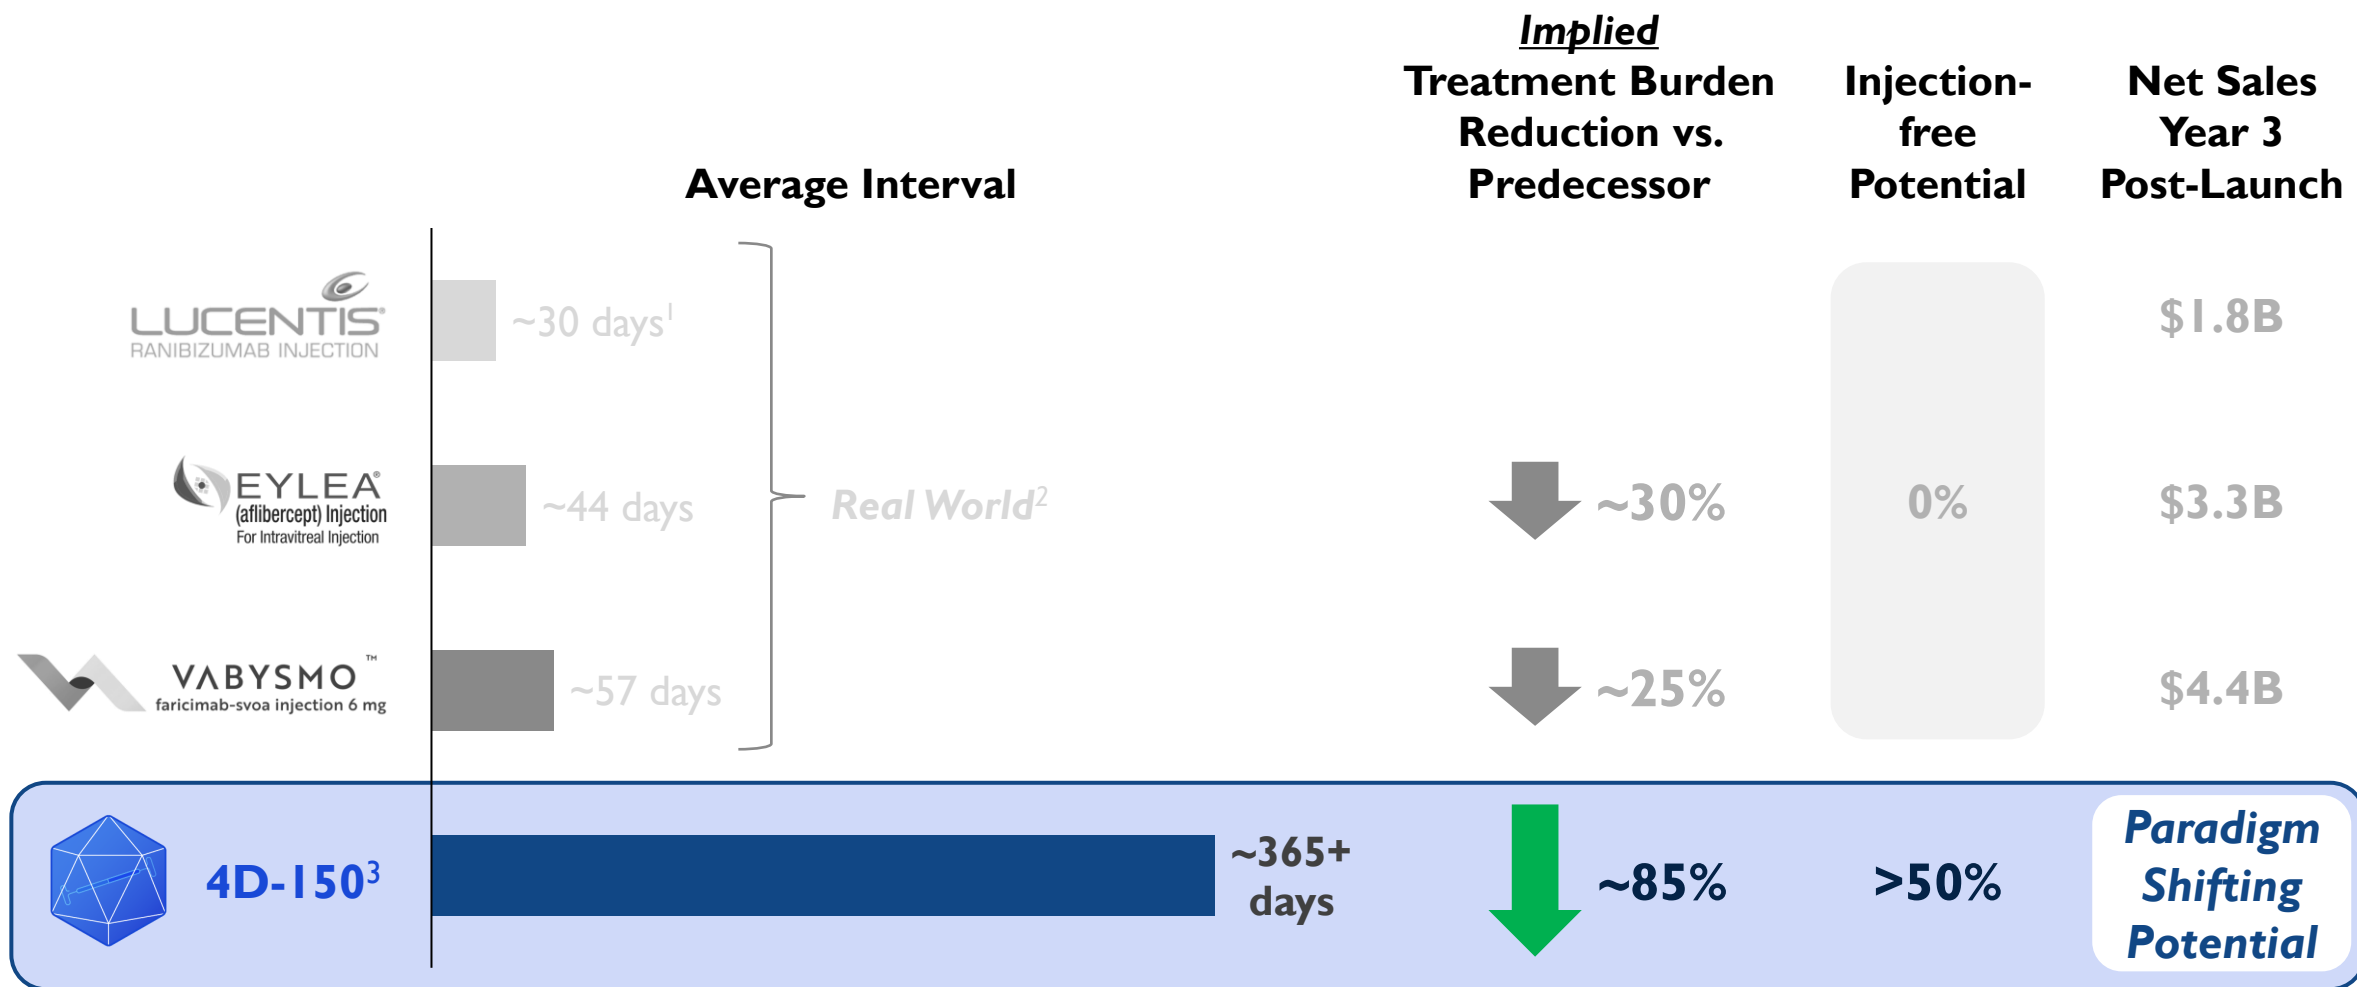 Implied
Treatment Burden
Reduction vs.
Predecessor
Injection-
free
Potential
Net Sales
Year 3
Post-Launch
Average Interval
LUCENTIS®
RANIBIZUMAB INJECTION
~30 days¹
$1.8B
EYLEA®
(aflibercept) Injection
For Intravitreal Injection
~44 days
Real World²
~30%
0%
$3.3B
VABYSMO™
faricimab-svoa injection 6 mg
~57 days
~25%
$4.4B
4D-150³
~365+
days
~85%
>50%
Paradigm
Shifting
Potential